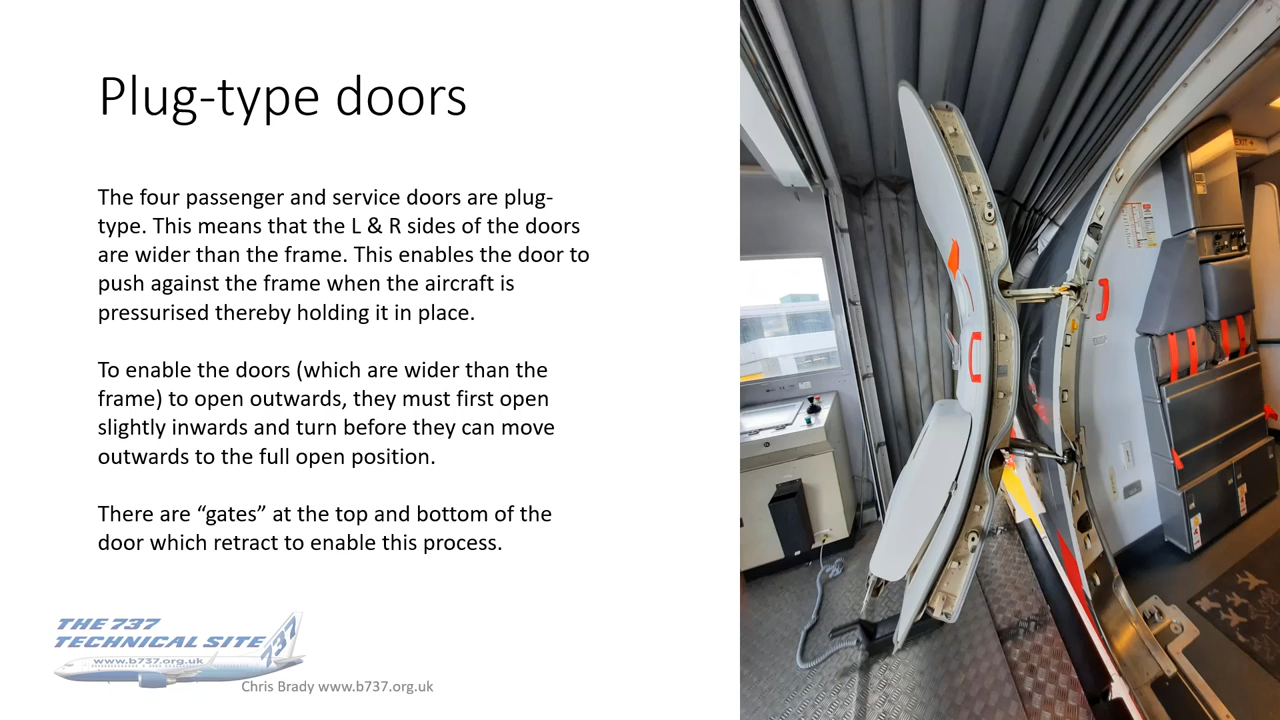 Plug-type doors
The four passenger and service doors are plug-
type. This means that the L & R sides of the doors
are wider than the frame. This enables the door to
push against the frame when the aircraft is
pressurised thereby holding it in place.
To enable the doors (which are wider than the
frame) to open outwards, they must first open
slightly inwards and turn before they can move
outwards to the full open position.
There are “gates” at the top and bottom of the
door which retract to enable this process.
THE 737
TECHNICAL SITE
737
www.b737.org.uk
Chris Brady www.b737.org.uk
EXIT